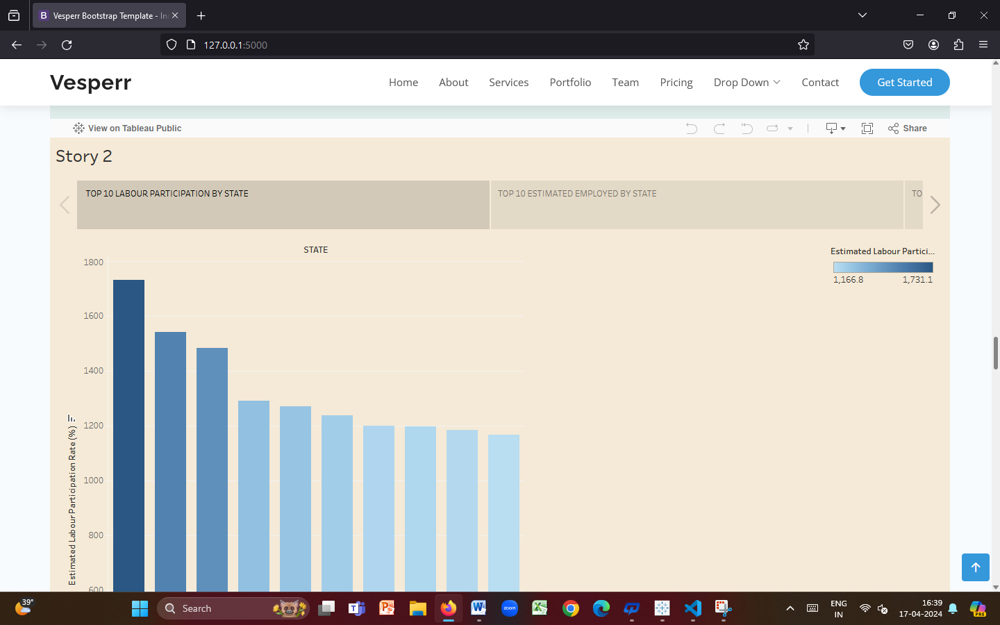 Vesperr Bootstrap Template - In
127.0.0.1:5000
Vesperr
Home About Services Portfolio Team Pricing Drop Down Contact Get Started
View on Tableau Public
Share
Story 2
TOP 10 LABOUR PARTICIPATION BY STATE
TOP 10 ESTIMATED EMPLOYED BY STATE
TO
STATE
Estimated Labour Partici...
1,166.8 1,731.1
1800
1600
1400
1200
1000
800
600
Estimated Labour Participation Rate (%)
39°
Search
zoom
ENG
IN
16:39
17-04-2024
PRE